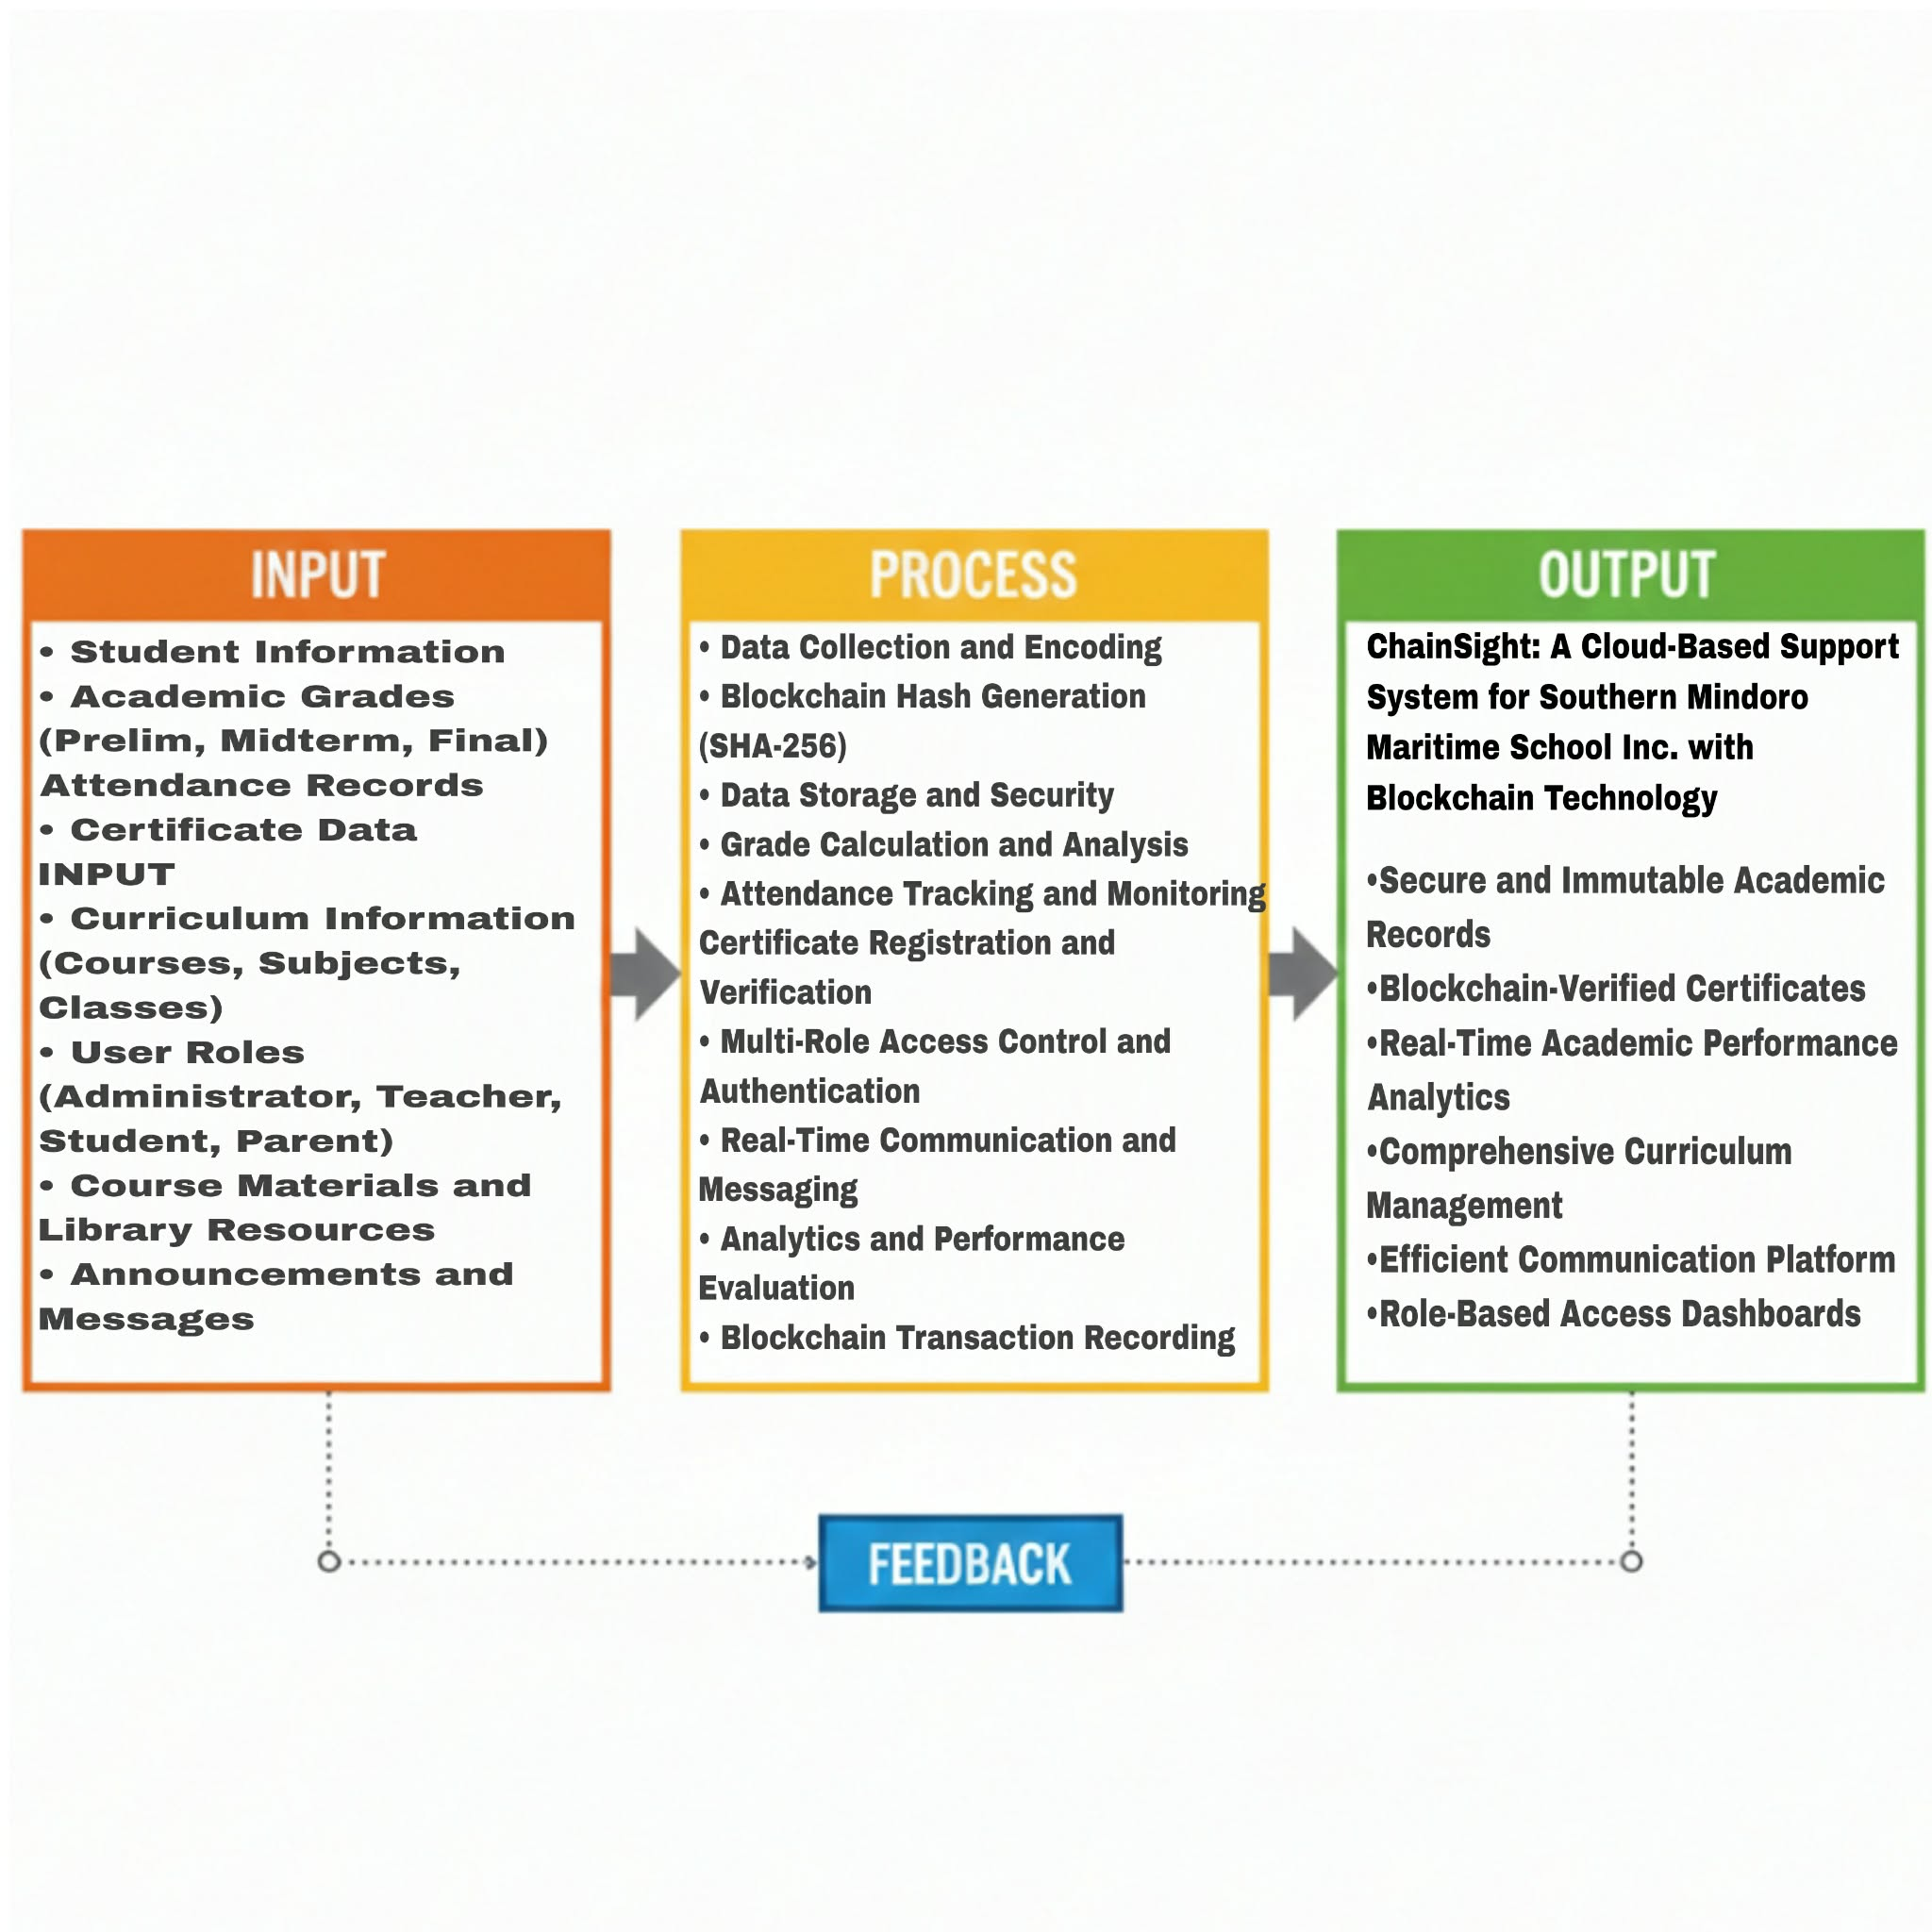 INPUT
• Student Information
• Academic Grades
(Prelim, Midterm, Final)
Attendance Records
• Certificate Data
INPUT
• Curriculum Information
(Courses, Subjects,
Classes)
• User Roles
(Administrator, Teacher,
Student, Parent)
• Course Materials and
Library Resources
• Announcements and
Messages
PROCESS
• Data Collection and Encoding
• Blockchain Hash Generation
(SHA-256)
• Data Storage and Security
• Grade Calculation and Analysis
• Attendance Tracking and Monitoring
Certificate Registration and
Verification
• Multi-Role Access Control and
Authentication
• Real-Time Communication and
Messaging
• Analytics and Performance
Evaluation
• Blockchain Transaction Recording
OUTPUT
ChainSight: A Cloud-Based Support
System for Southern Mindoro
Maritime School Inc. with
Blockchain Technology
•Secure and Immutable Academic
Records
•Blockchain-Verified Certificates
•Real-Time Academic Performance
Analytics
•Comprehensive Curriculum
Management
•Efficient Communication Platform
•Role-Based Access Dashboards
FEEDBACK